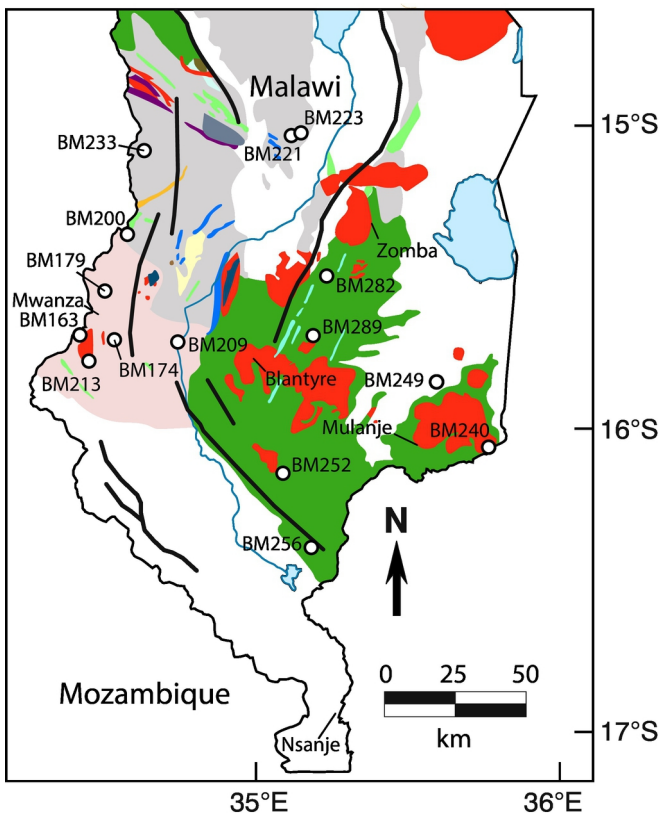 Malawi
BM223
BM221
15°S
BM233
BM200
Zomba
BM179
BM282
Mwanza
BM163
BM289
BM174
BM209
BM213
Blantyre
BM249
Mulanje
BM240
16°S
BM252
BM256
N
0 25 50
km
Mozambique
Nsanje
17°S
35°E
36°E